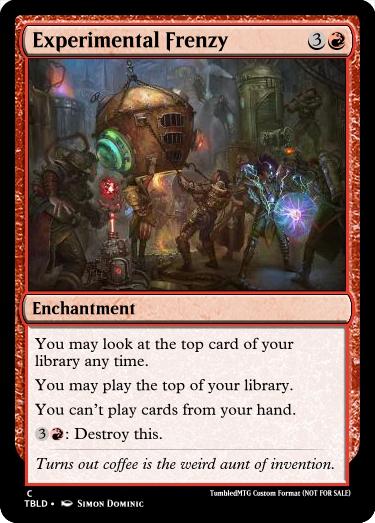 Experimental Frenzy 3
Enchantment
You may look at the top card of your
library any time.
You may play the top of your library.
You can't play cards from your hand.
3 : Destroy this.
Turns out coffee is the weird aunt of invention.
C
TumbledMTG Custom Format (NOT FOR SALE)
TBLD • Simon Dominic